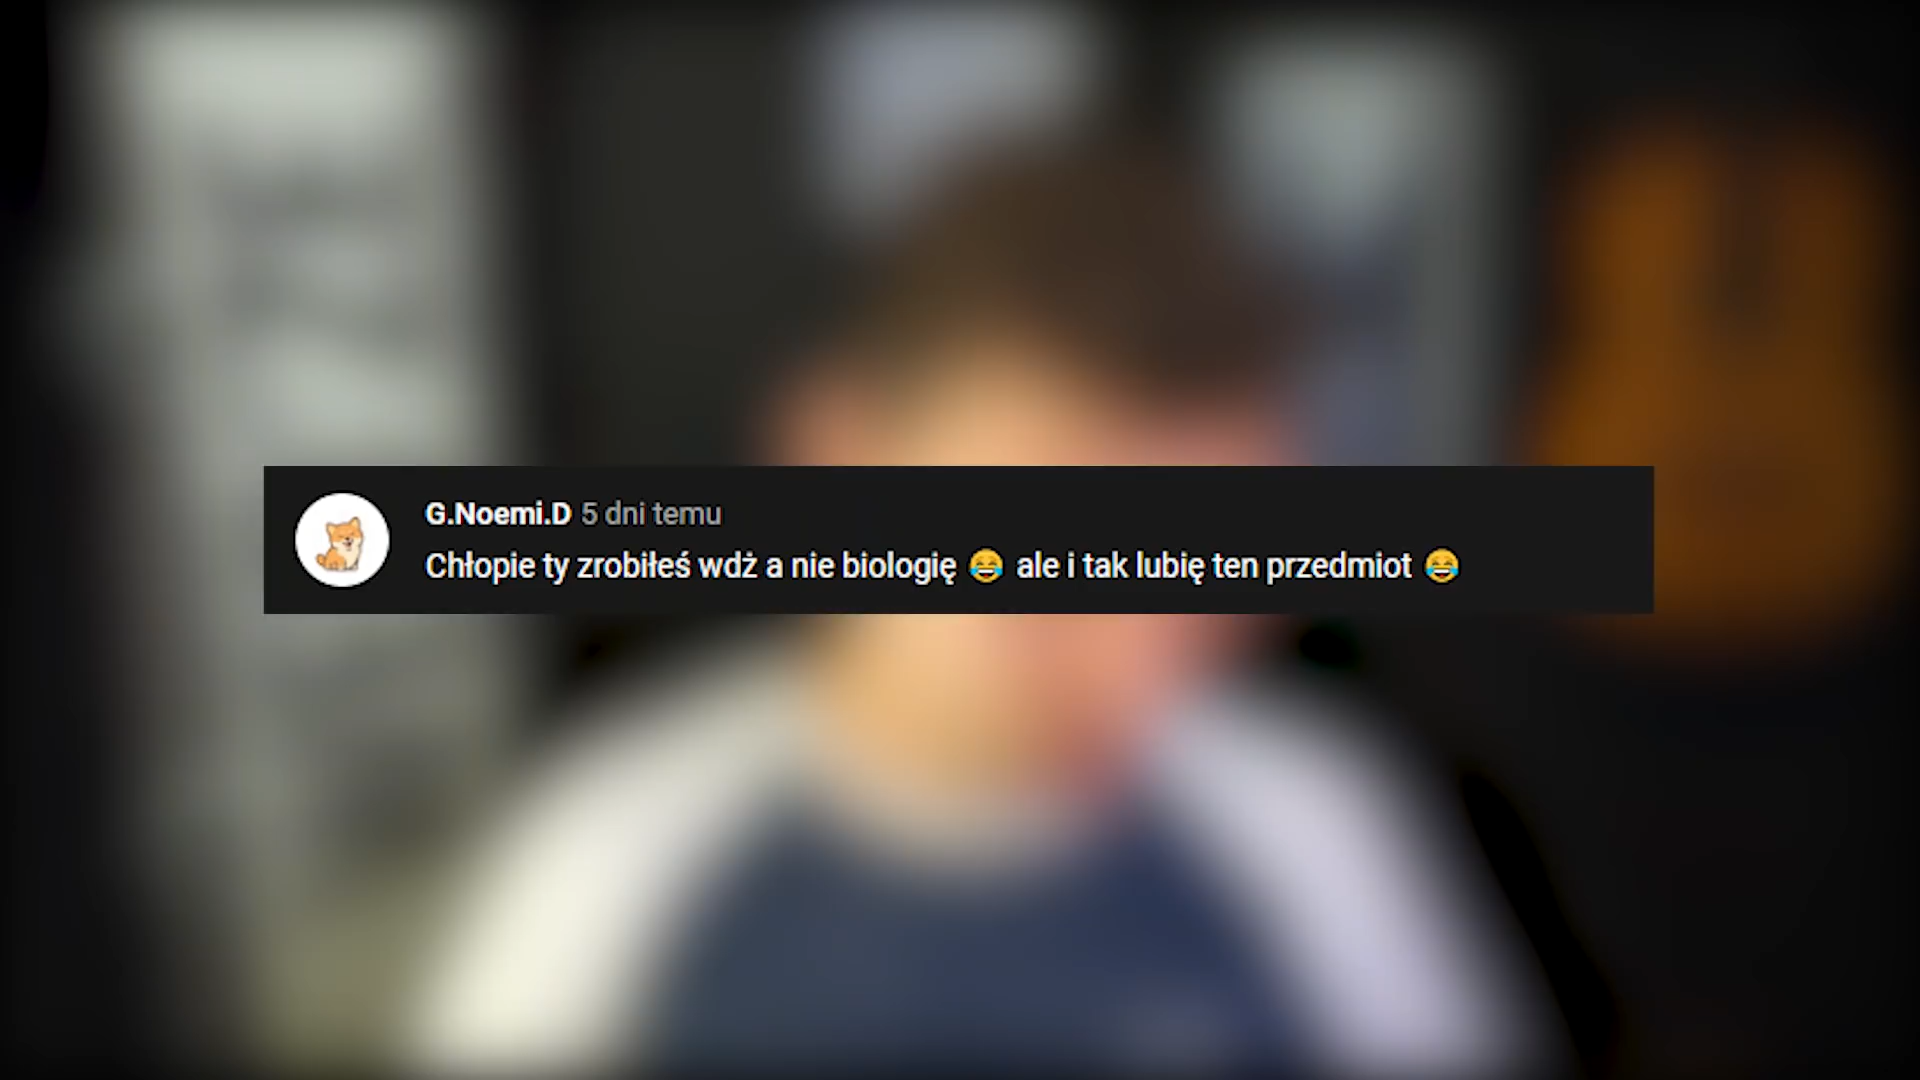 G.Noemi.D 5 dni temu
Chłopie ty zrobiłeś wdż a nie biologię 😂 ale i tak lubię ten przedmiot 😂